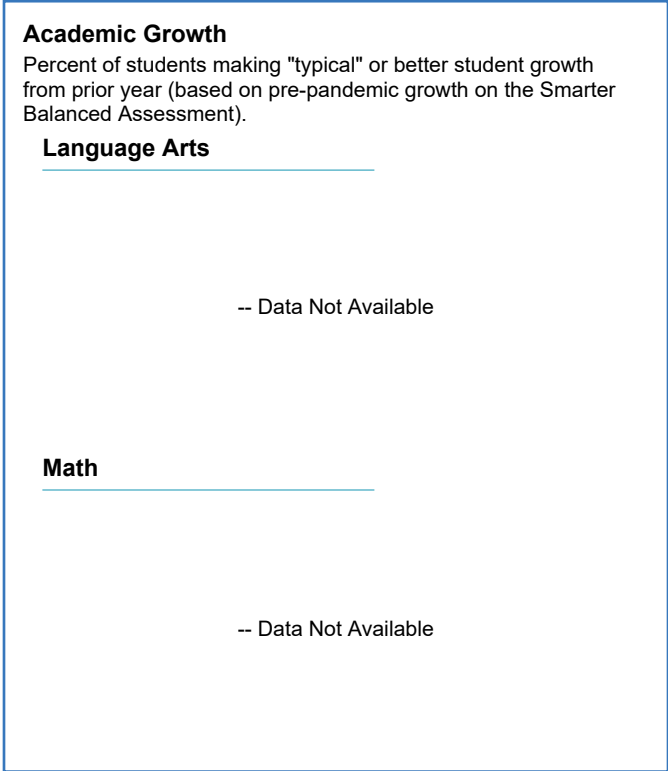 Academic Growth
Percent of students making "typical" or better student growth
from prior year (based on pre-pandemic growth on the Smarter
Balanced Assessment).
Language Arts
-- Data Not Available
Math
-- Data Not Available